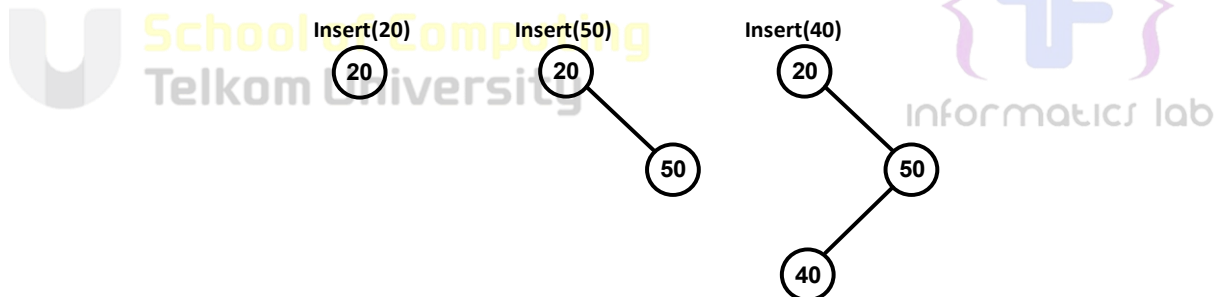 School of Computing
Telkom University
informatics lab
Insert(20) Insert(50) Insert(40)
20 20 20
50 50
40